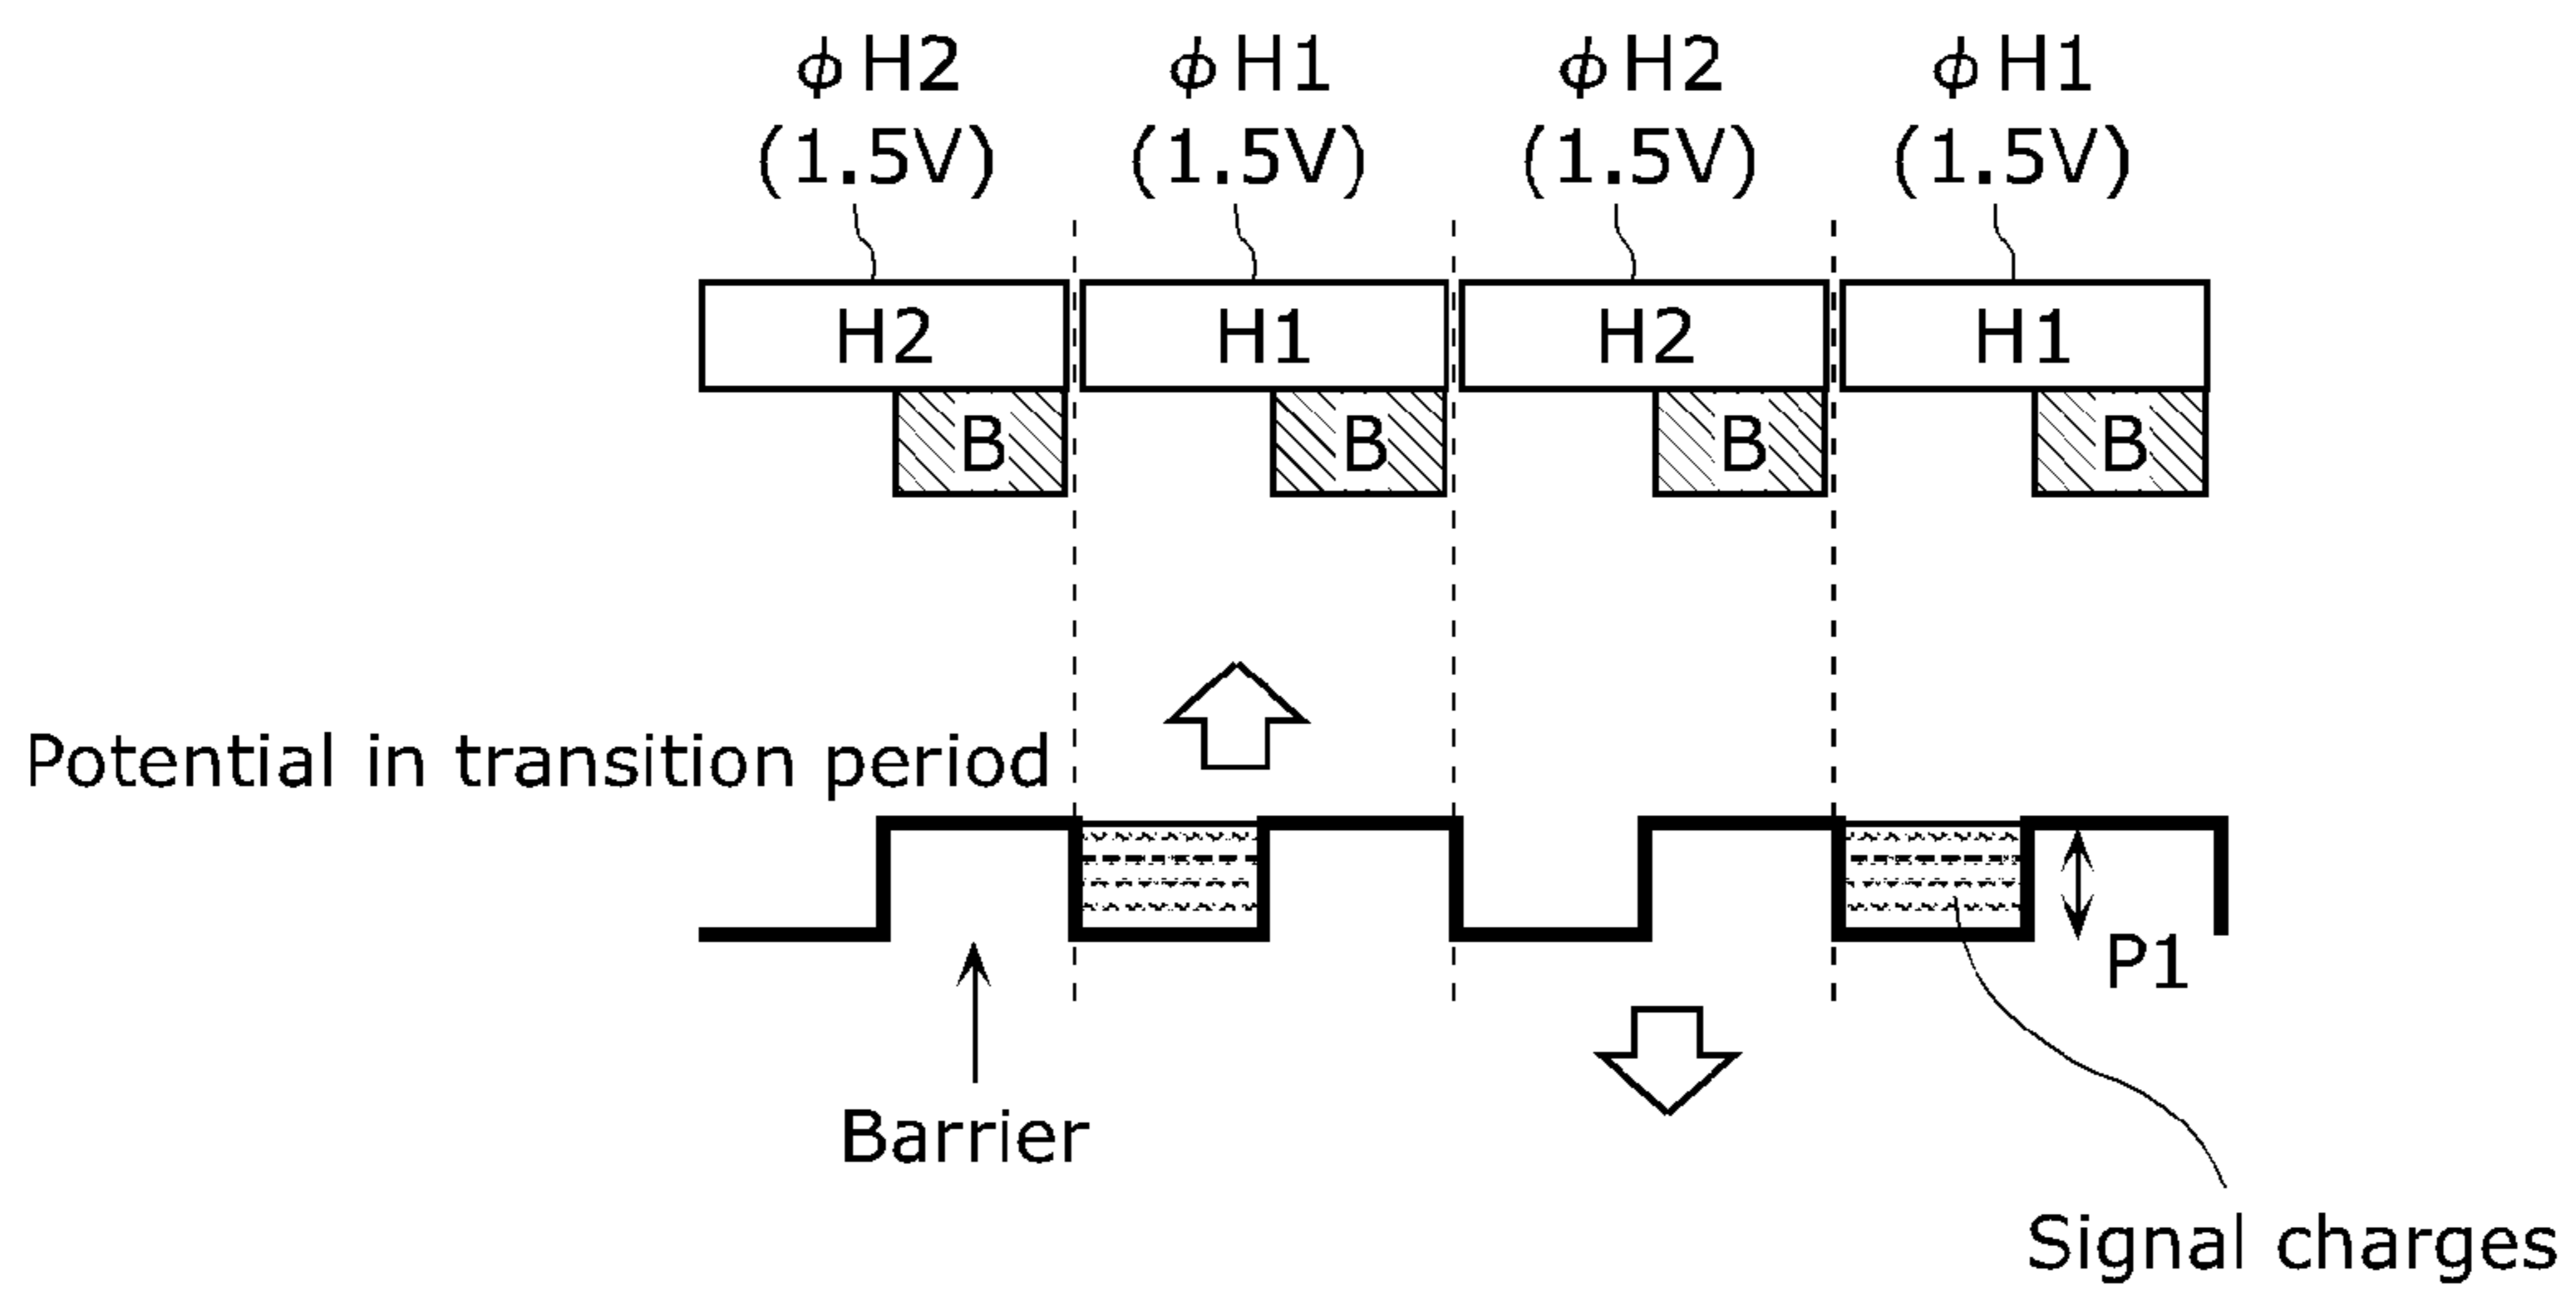 ϕH2 ϕH1 ϕH2 ϕH1
(1.5V) (1.5V) (1.5V) (1.5V)
H2 H1 H2 H1
B B B B
Potential in transition period
P1
Barrier
Signal charges